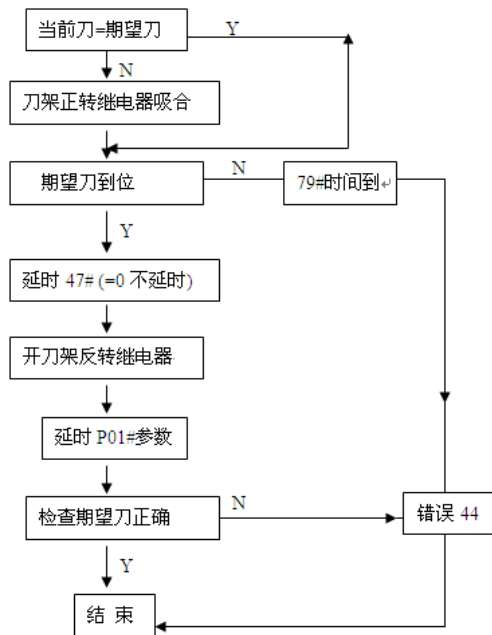 当前刀=期望刀
Y
N
刀架正转继电器吸合
期望刀到位
N
79#时间到↵
Y
延时 47# (=0 不延时)
开刀架反转继电器
延时 P01#参数
检查期望刀正确
N
错误 44
Y
结 束